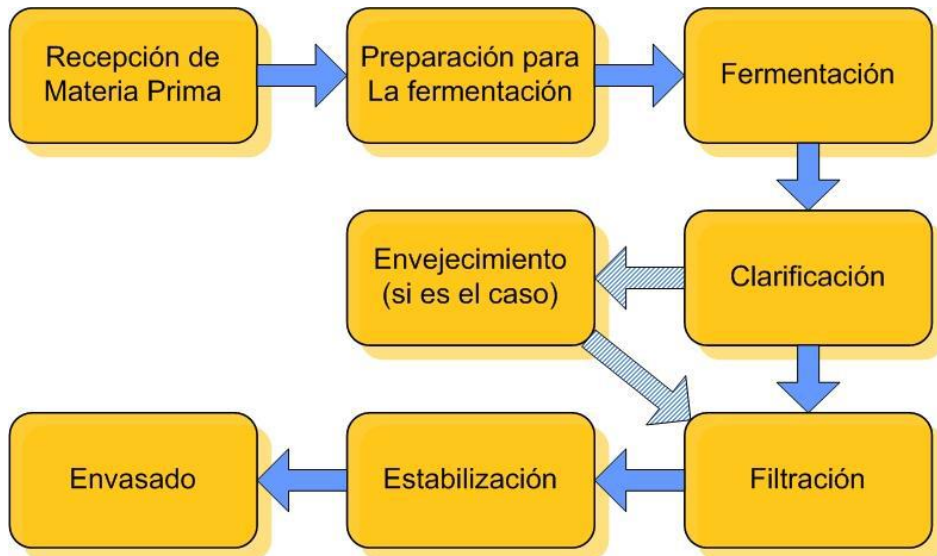 Recepción de
Materia Prima
Preparación para
La fermentación
Fermentación
Clarificación
Envejecimiento
(si es el caso)
Filtración
Estabilización
Envasado